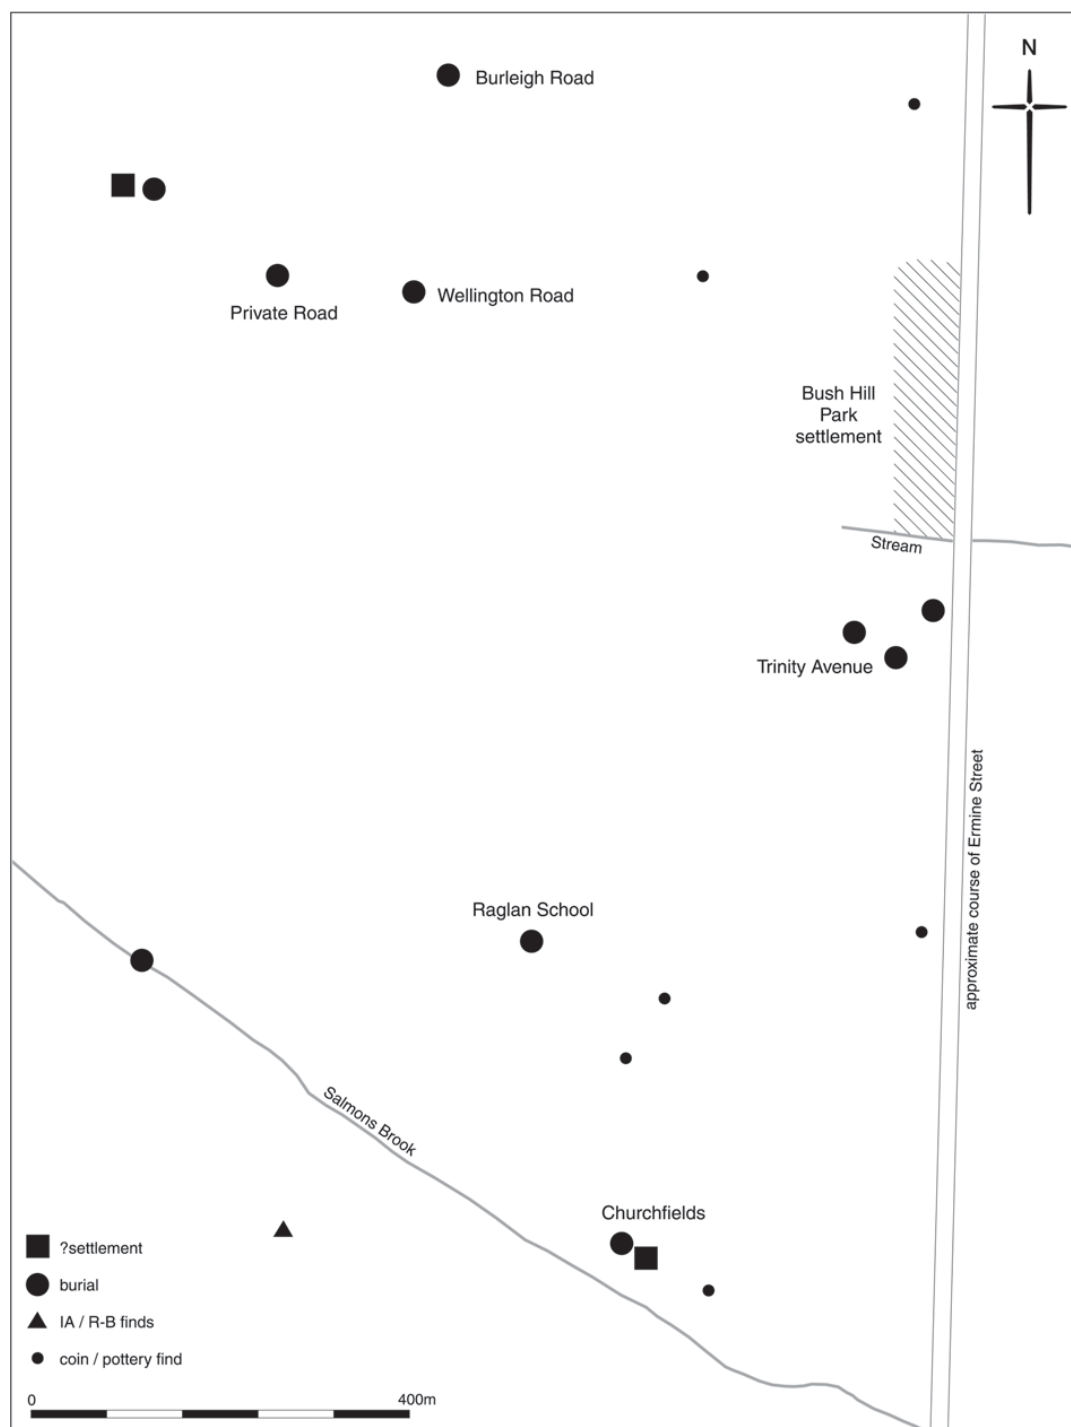 N
Burleigh Road
Wellington Road
Private Road
Bush Hill
Park
settlement
Stream
Trinity Avenue
approximate course of Ermine Street
Raglan School
Salmons Brook
Churchfields
?settlement
burial
IA / R-B finds
coin / pottery find
0 400m